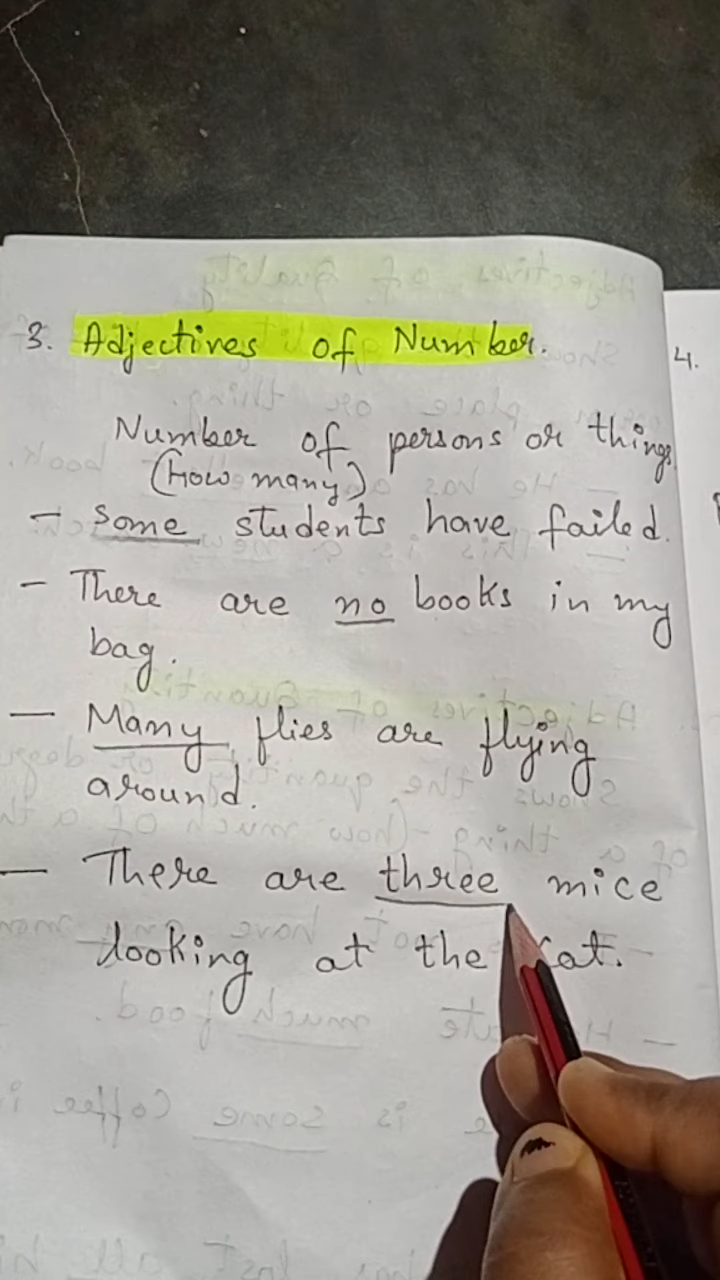 3. Adjectives of Number.
4.
Number of persons or things
(How many)
- Some students have failed.
- There are no books in my
bag.
- Many flies are flying
around.
- There are three mice
looking at the cat.